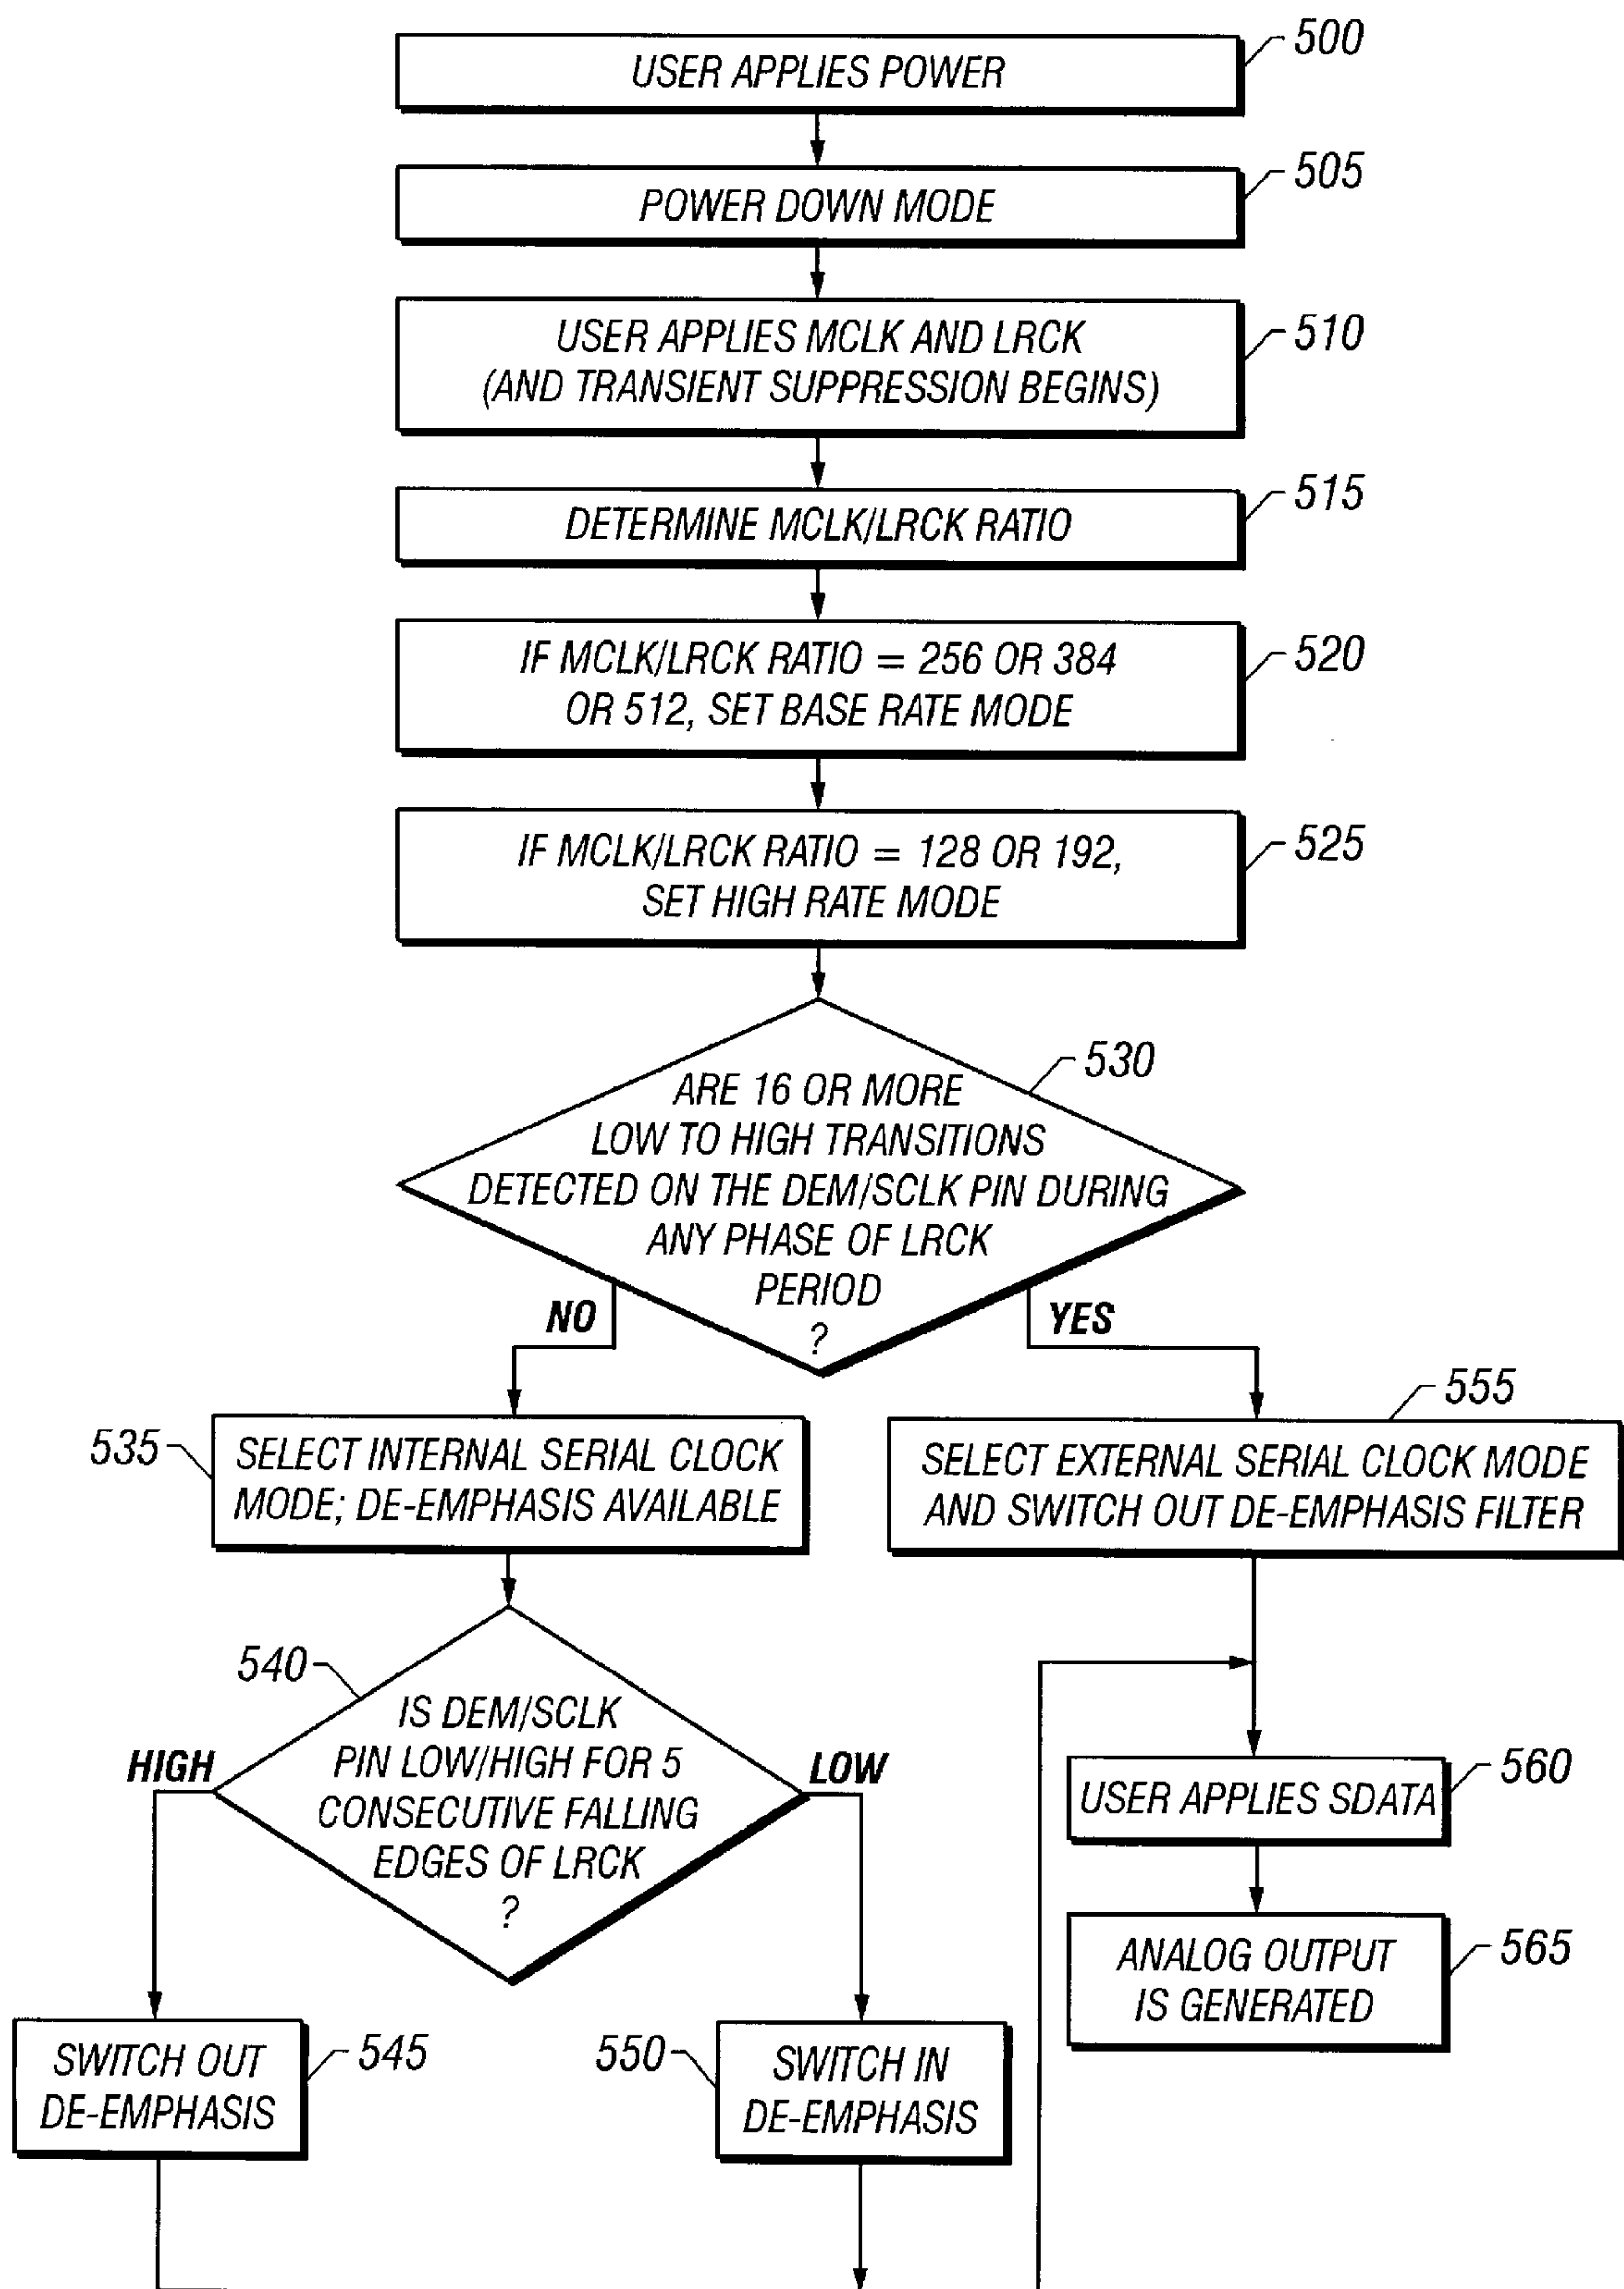 USER APPLIES POWER
500
POWER DOWN MODE
505
USER APPLIES MCLK AND LRCK
(AND TRANSIENT SUPPRESSION BEGINS)
510
DETERMINE MCLK/LRCK RATIO
515
IF MCLK/LRCK RATIO = 256 OR 384
OR 512, SET BASE RATE MODE
520
IF MCLK/LRCK RATIO = 128 OR 192,
SET HIGH RATE MODE
525
530
ARE 16 OR MORE
LOW TO HIGH TRANSITIONS
DETECTED ON THE DEM/SCLK PIN DURING
ANY PHASE OF LRCK
PERIOD
?
NO
YES
535
SELECT INTERNAL SERIAL CLOCK
MODE; DE-EMPHASIS AVAILABLE
555
SELECT EXTERNAL SERIAL CLOCK MODE
AND SWITCH OUT DE-EMPHASIS FILTER
540
IS DEM/SCLK
PIN LOW/HIGH FOR 5
CONSECUTIVE FALLING
EDGES OF LRCK
?
HIGH
LOW
USER APPLIES SDATA
560
ANALOG OUTPUT
IS GENERATED
565
SWITCH OUT
DE-EMPHASIS
545
550
SWITCH IN
DE-EMPHASIS